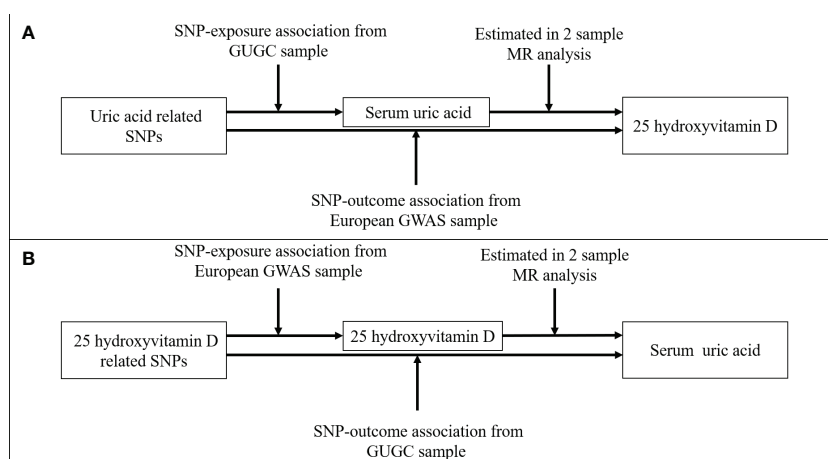 A
SNP-exposure association from
GUGC sample
Estimated in 2 sample
MR analysis
Uric acid related
SNPs
Serum uric acid
25 hydroxyvitamin D
SNP-outcome association from
European GWAS sample
B
SNP-exposure association from
European GWAS sample
Estimated in 2 sample
MR analysis
25 hydroxyvitamin D
related SNPs
25 hydroxyvitamin D
Serum uric acid
SNP-outcome association from
GUGC sample